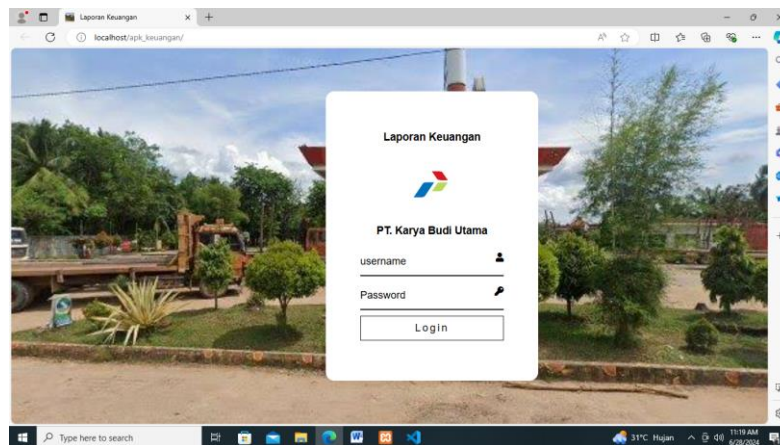 Laporan Keuangan
localhost/apk_keuangan/
Laporan Keuangan
PT. Karya Budi Utama
username
Password
Login
Type here to search
31°C Hujan
11:19 AM
6/28/2024